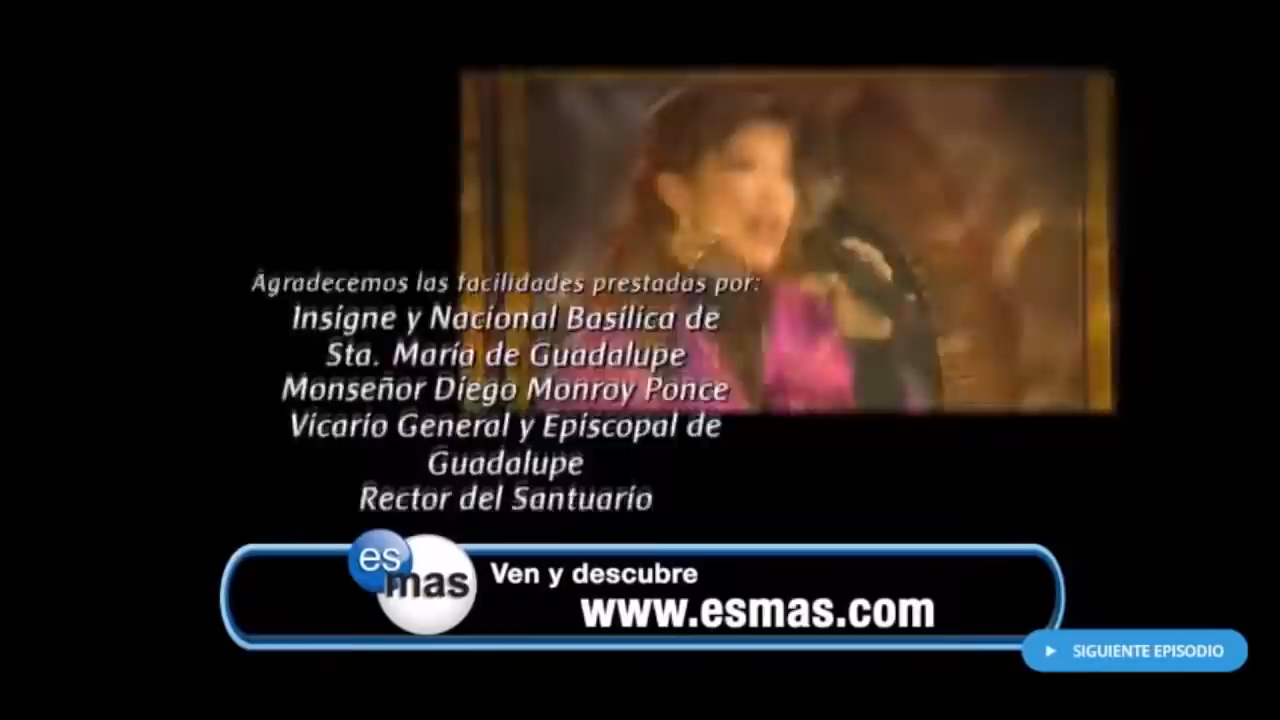 Agradecemos las facilidades prestadas por:
Insigne y Nacional Basílica de
Sta. María de Guadalupe
Monseñor Diego Monroy Ponce
Vicario General y Episcopal de
Guadalupe
Rector del Santuario
es
mas
Ven y descubre
www.esmas.com
SIGUIENTE EPISODIO